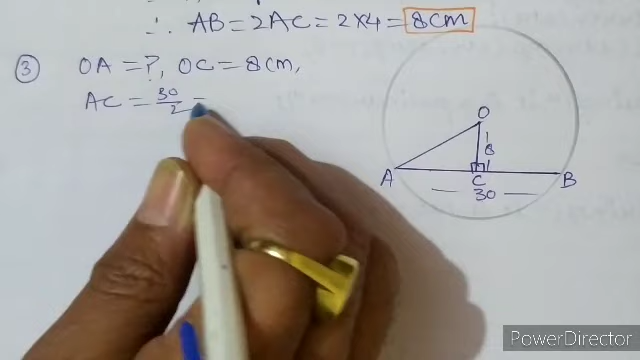 ∴ AB = 2AC = 2×4 = 8cm
③ OA = ?, OC = 8cm,
AC = 30/2 =
O
8
A C B
30
PowerDirector